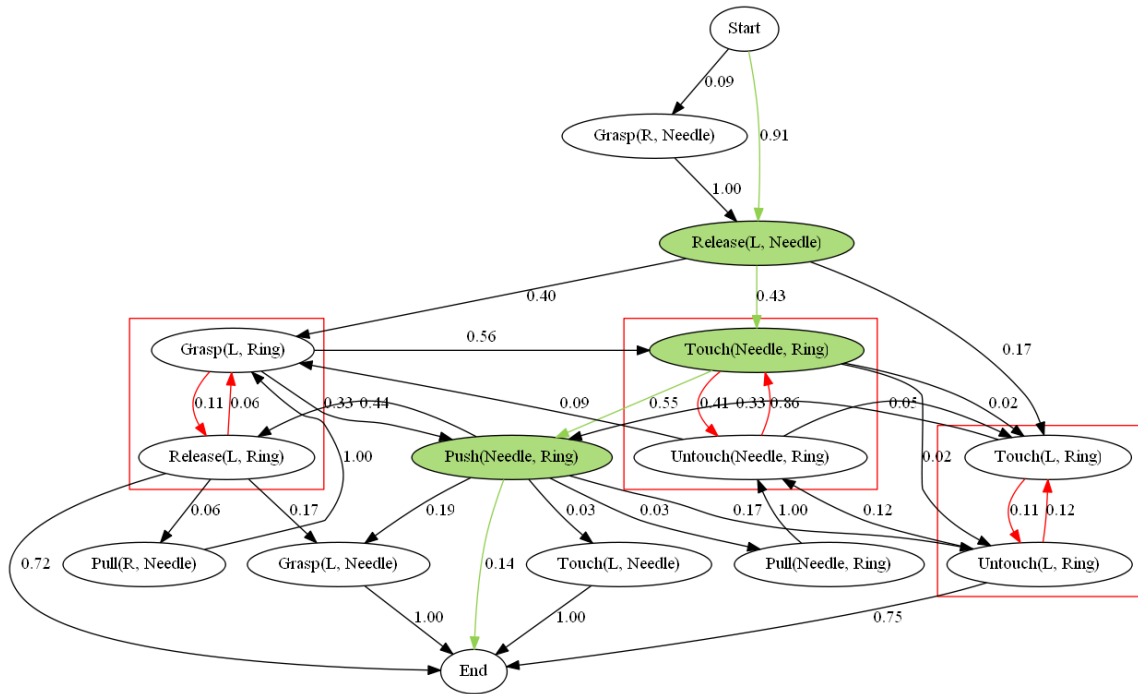 Start
0.09
Grasp(R, Needle)
0.91
1.00
Release(L, Needle)
0.40
0.43
Grasp(L, Ring)
0.56
Touch(Needle, Ring)
0.17
0.11
0.06
0.33
0.44
0.09
0.55
0.41
0.33
0.86
0.05
0.02
Release(L, Ring)
1.00
Push(Needle, Ring)
Untouch(Needle, Ring)
0.02
Touch(L, Ring)
0.06
0.17
0.19
0.03
0.03
0.17
1.00
0.12
0.11
0.12
0.72
Pull(R, Needle)
Grasp(L, Needle)
0.14
Touch(L, Needle)
Pull(Needle, Ring)
Untouch(L, Ring)
1.00
1.00
0.75
End